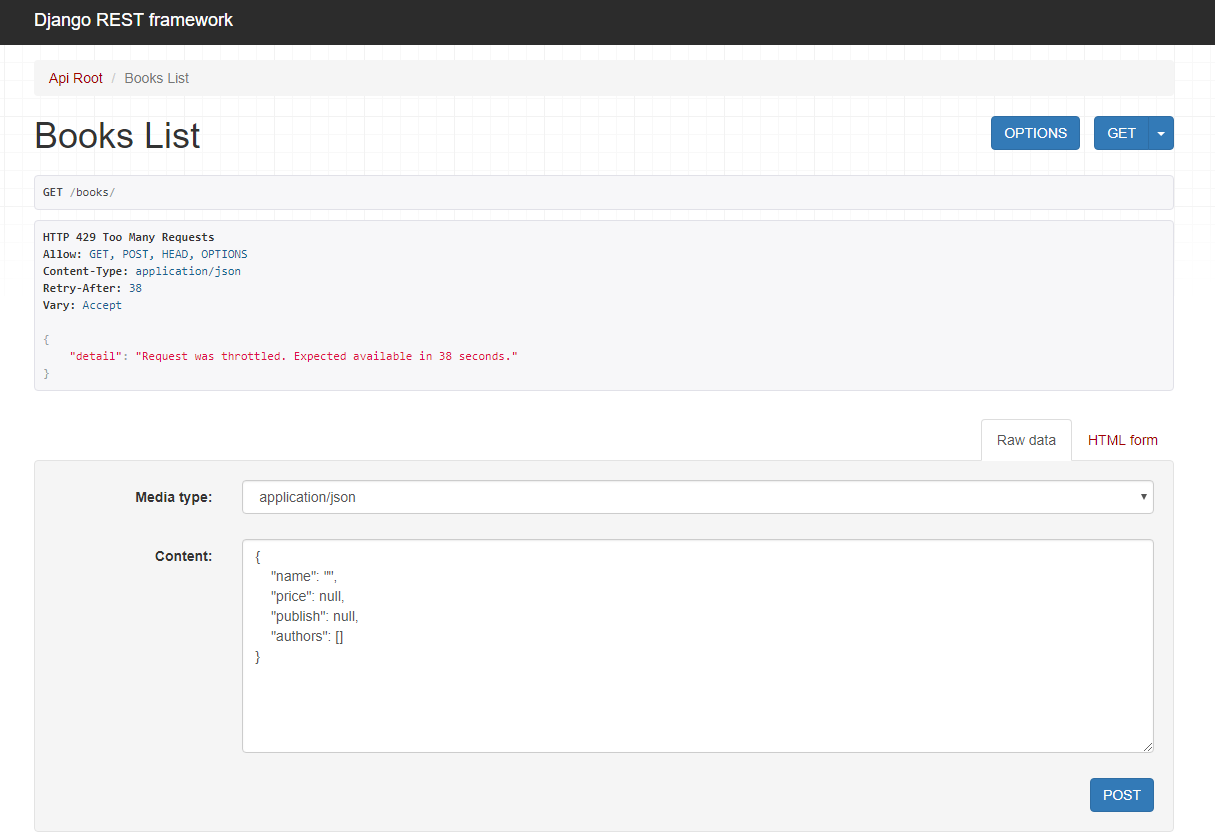 Django REST framework
Api Root / Books List
Books List
OPTIONS
GET
GET /books/
HTTP 429 Too Many Requests
Allow: GET, POST, HEAD, OPTIONS
Content-Type: application/json
Retry-After: 38
Vary: Accept
{
    "detail": "Request was throttled. Expected available in 38 seconds."
}
Raw data
HTML form
Media type:
application/json
Content:
{
    "name": "",
    "price": null,
    "publish": null,
    "authors": []
}
POST